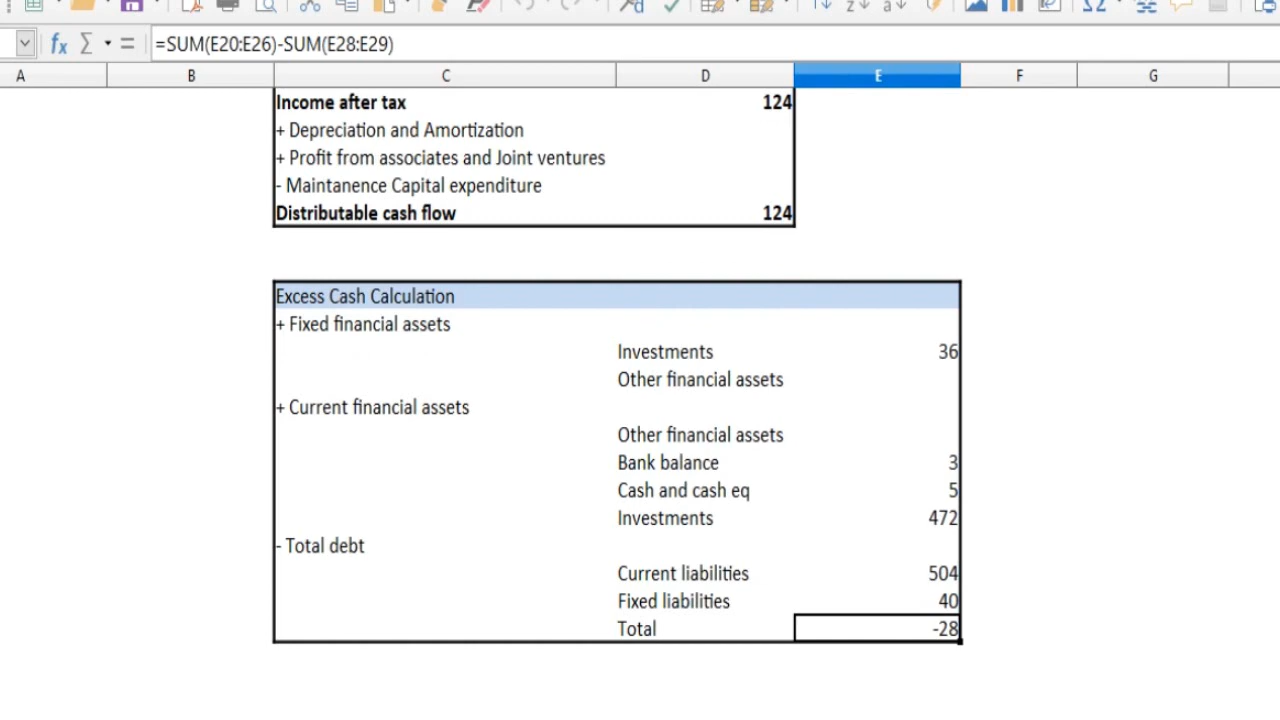 =SUM(E20:E26)-SUM(E28:E29)
A B C D E F G
Income after tax 124
+ Depreciation and Amortization
+ Profit from associates and Joint ventures
- Maintanence Capital expenditure
Distributable cash flow 124
Excess Cash Calculation
+ Fixed financial assets
Investments 36
Other financial assets
+ Current financial assets
Other financial assets
Bank balance 3
Cash and cash eq 5
Investments 472
- Total debt
Current liabilities 504
Fixed liabilities 40
Total -28